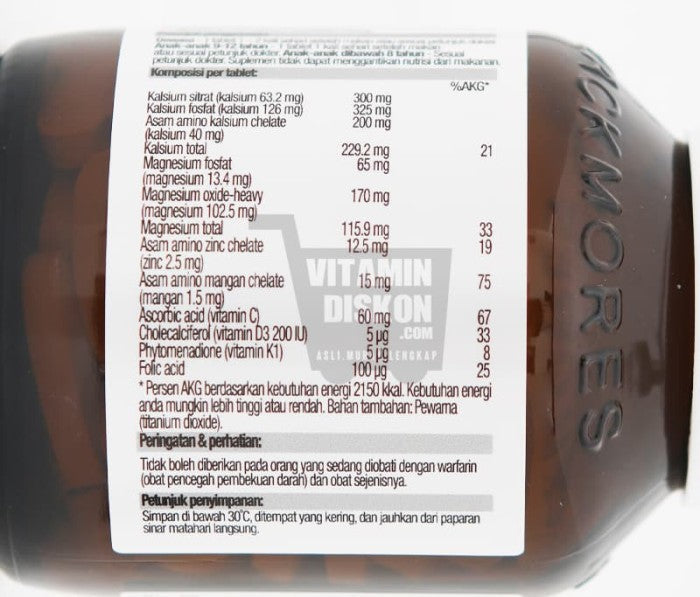 Anak-anak 9-12 tahun - 1 Tablet 1 kali sehari setelah makan
atau sesuai petunjuk dokter. Anak-anak dibawah 8 tahun - Sesuai
petunjuk dokter. Suplemen tidak dapat menggantikan nutrisi dari makanan.
Komposisi per tablet:
%AKG*
Kalsium sitrat (kalsium 63.2 mg) 300 mg
Kalsium fosfat (kalsium 126 mg) 325 mg
Asam amino kalsium chelate 200 mg
(kalsium 40 mg)
Kalsium total 229.2 mg 21
Magnesium fosfat 65 mg
(magnesium 13.4 mg)
Magnesium oxide-heavy 170 mg
(magnesium 102.5 mg)
Magnesium total 115.9 mg 33
Asam amino zinc chelate 12.5 mg 19
(zinc 2.5 mg)
Asam amino mangan chelate 15 mg 75
(mangan 1.5 mg)
Ascorbic acid (vitamin C) 60 mg 67
Cholecalciferol (vitamin D3 200 IU) 5 µg 33
Phytomenadione (vitamin K1) 5 µg 8
Folic acid 100 µg 25
* Persen AKG berdasarkan kebutuhan energi 2150 kkal. Kebutuhan energi
anda mungkin lebih tinggi atau rendah. Bahan tambahan: Pewarna
(titanium dioxide).
Peringatan & perhatian:
Tidak boleh diberikan pada orang yang sedang diobati dengan warfarin
(obat pencegah pembekuan darah) dan obat sejenisnya.
Petunjuk penyimpanan:
Simpan di bawah 30°C, ditempat yang kering, dan jauhkan dari paparan
sinar matahari langsung.
VITAMIN
DISKON
.COM
ASLI. LENGKAP
ACKMORES